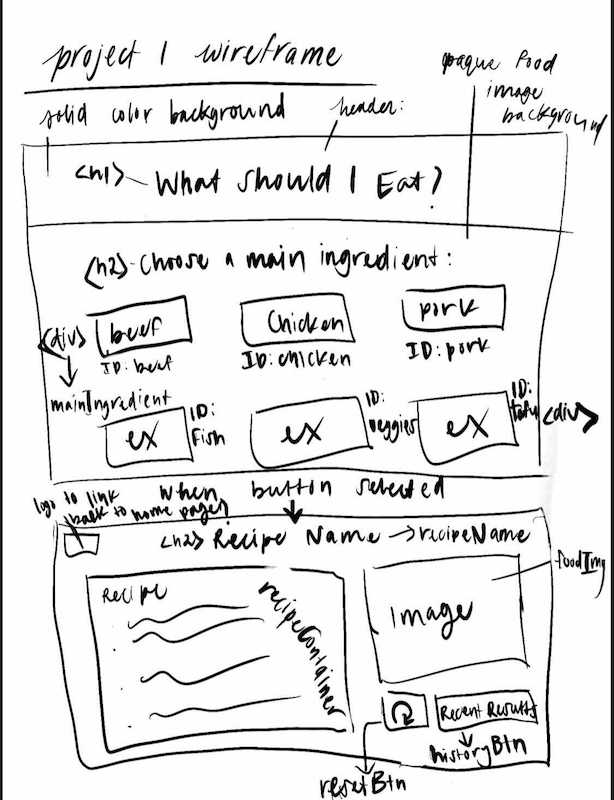 project 1 wireframe
solid color background
header:
opaque food
image
background
<h1> What should I Eat?
<h2> Choose a main ingredient:
<div>
beef
ID: beef
Chicken
ID: chicken
pork
ID: pork
mainIngredient
ex
ID:
Fish
ex
ID:
veggies
ex
ID:
tofu
<div>
when button selected
logo to link
back to home page
<h2> Recipe Name → recipeName
Recipe
recipeContainer
Image
foodImg
Recent Results
historyBtn
resetBtn